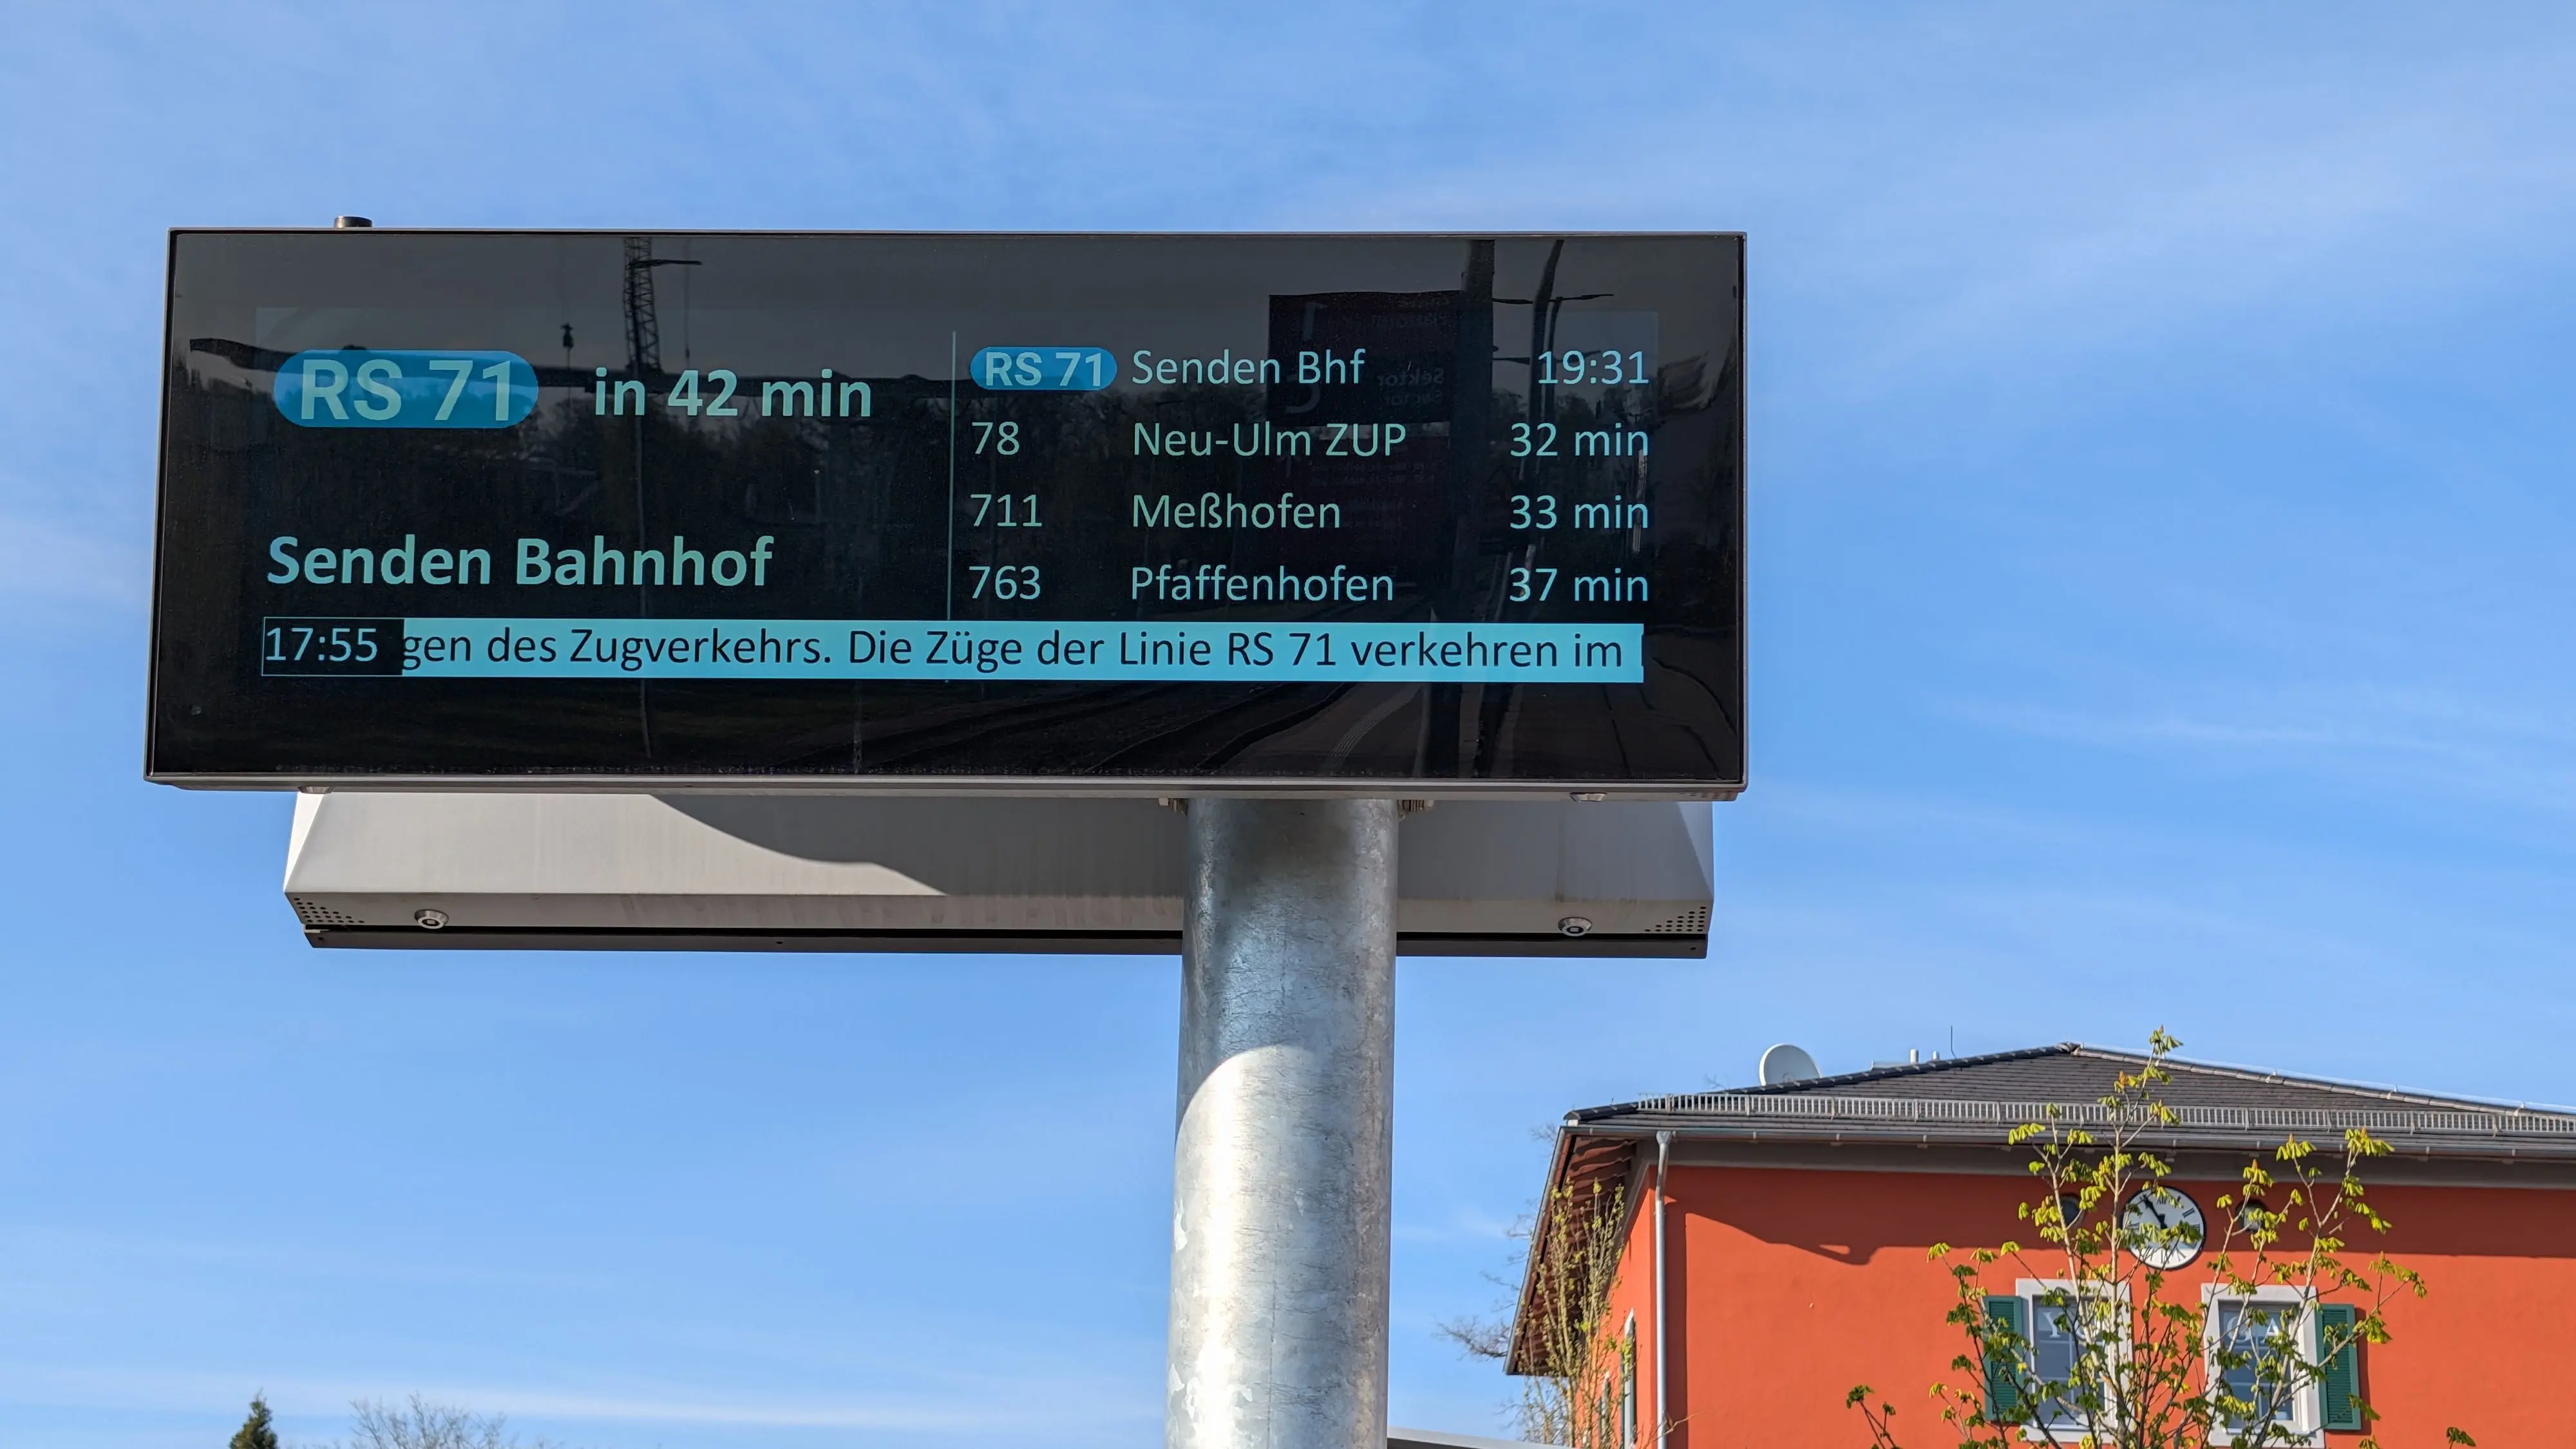 RS 71 in 42 min
Senden Bahnhof
RS 71 Senden Bhf 19:31
78 Neu-Ulm ZUP 32 min
711 Meßhofen 33 min
763 Pfaffenhofen 37 min
17:55 gen des Zugverkehrs. Die Züge der Linie RS 71 verkehren im